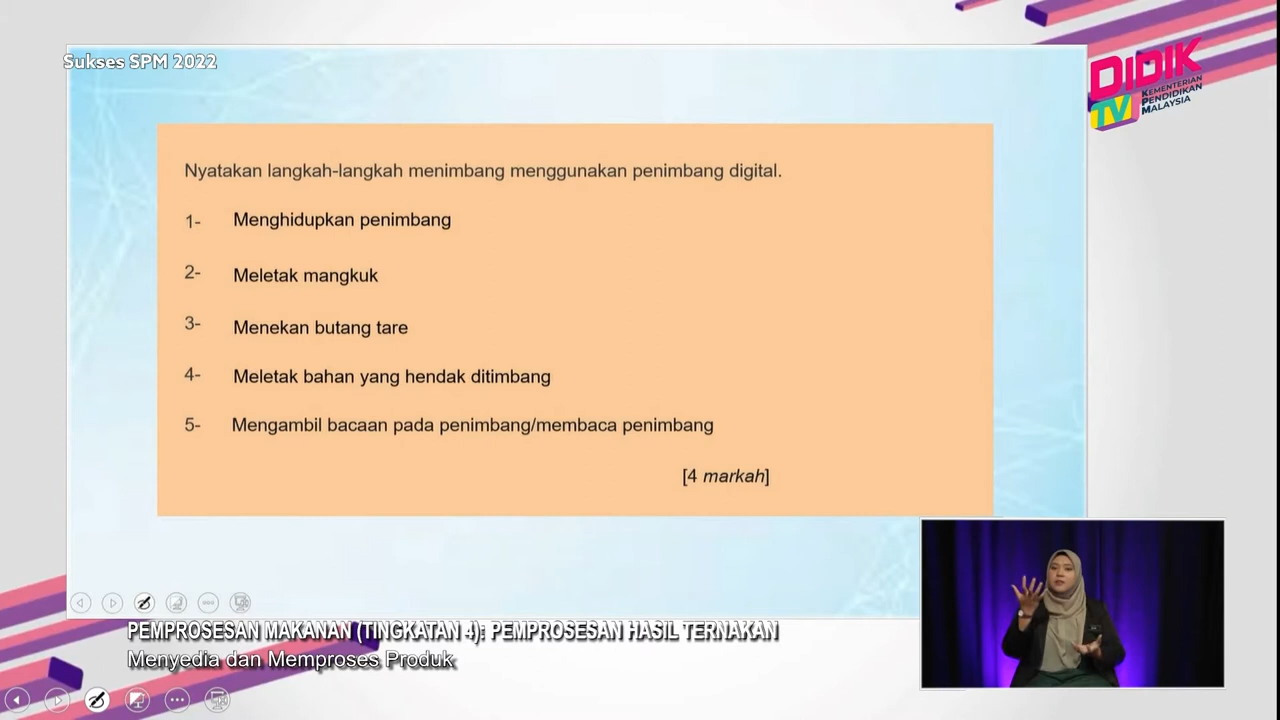 Sukses SPM 2022
DIDIK
TV
KEMENTERIAN
PENDIDIKAN
MALAYSIA
Nyatakan langkah-langkah menimbang menggunakan penimbang digital.
1- Menghidupkan penimbang
2- Meletak mangkuk
3- Menekan butang tare
4- Meletak bahan yang hendak ditimbang
5- Mengambil bacaan pada penimbang/membaca penimbang
[4 markah]
PEMPROSESAN MAKANAN (TINGKATAN 4): PEMPROSESAN HASIL TERNAKAN
Menyedia dan Memproses Produk